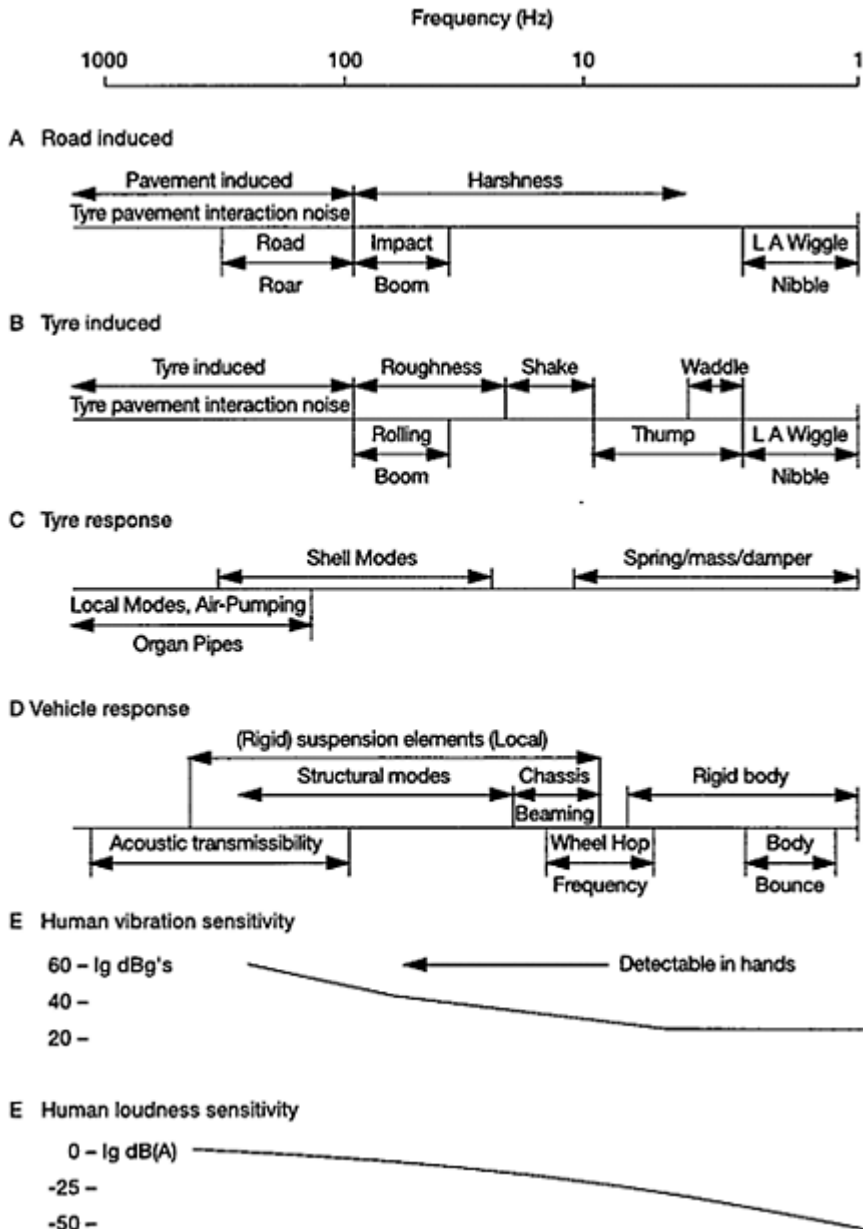 Frequency (Hz)
1000 100 10 1
A Road induced
Pavement induced Harshness
Tyre pavement interaction noise
Road Impact L A Wiggle
Roar Boom Nibble
B Tyre induced
Tyre induced Roughness Shake Waddle
Tyre pavement interaction noise
Rolling Thump L A Wiggle
Boom Nibble
C Tyre response
Shell Modes Spring/mass/damper
Local Modes, Air-Pumping
Organ Pipes
D Vehicle response
(Rigid) suspension elements (Local)
Structural modes Chassis Rigid body
Beaming
Acoustic transmissibility Wheel Hop Body
Frequency Bounce
E Human vibration sensitivity
60 – lg dBg's Detectable in hands
40 –
20 –
E Human loudness sensitivity
0 – lg dB(A)
-25 –
-50 –